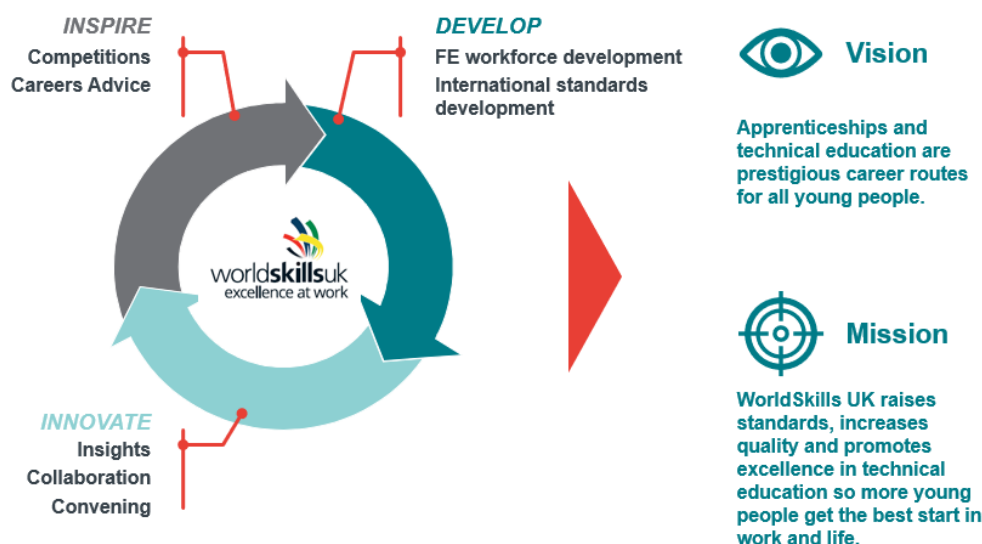 INSPIRE
Competitions
Careers Advice
DEVELOP
FE workforce development
International standards
development
worldskillsuk
excellence at work
INNOVATE
Insights
Collaboration
Convening
Vision
Apprenticeships and
technical education are
prestigious career routes
for all young people.
Mission
WorldSkills UK raises
standards, increases
quality and promotes
excellence in technical
education so more young
people get the best start in
work and life.